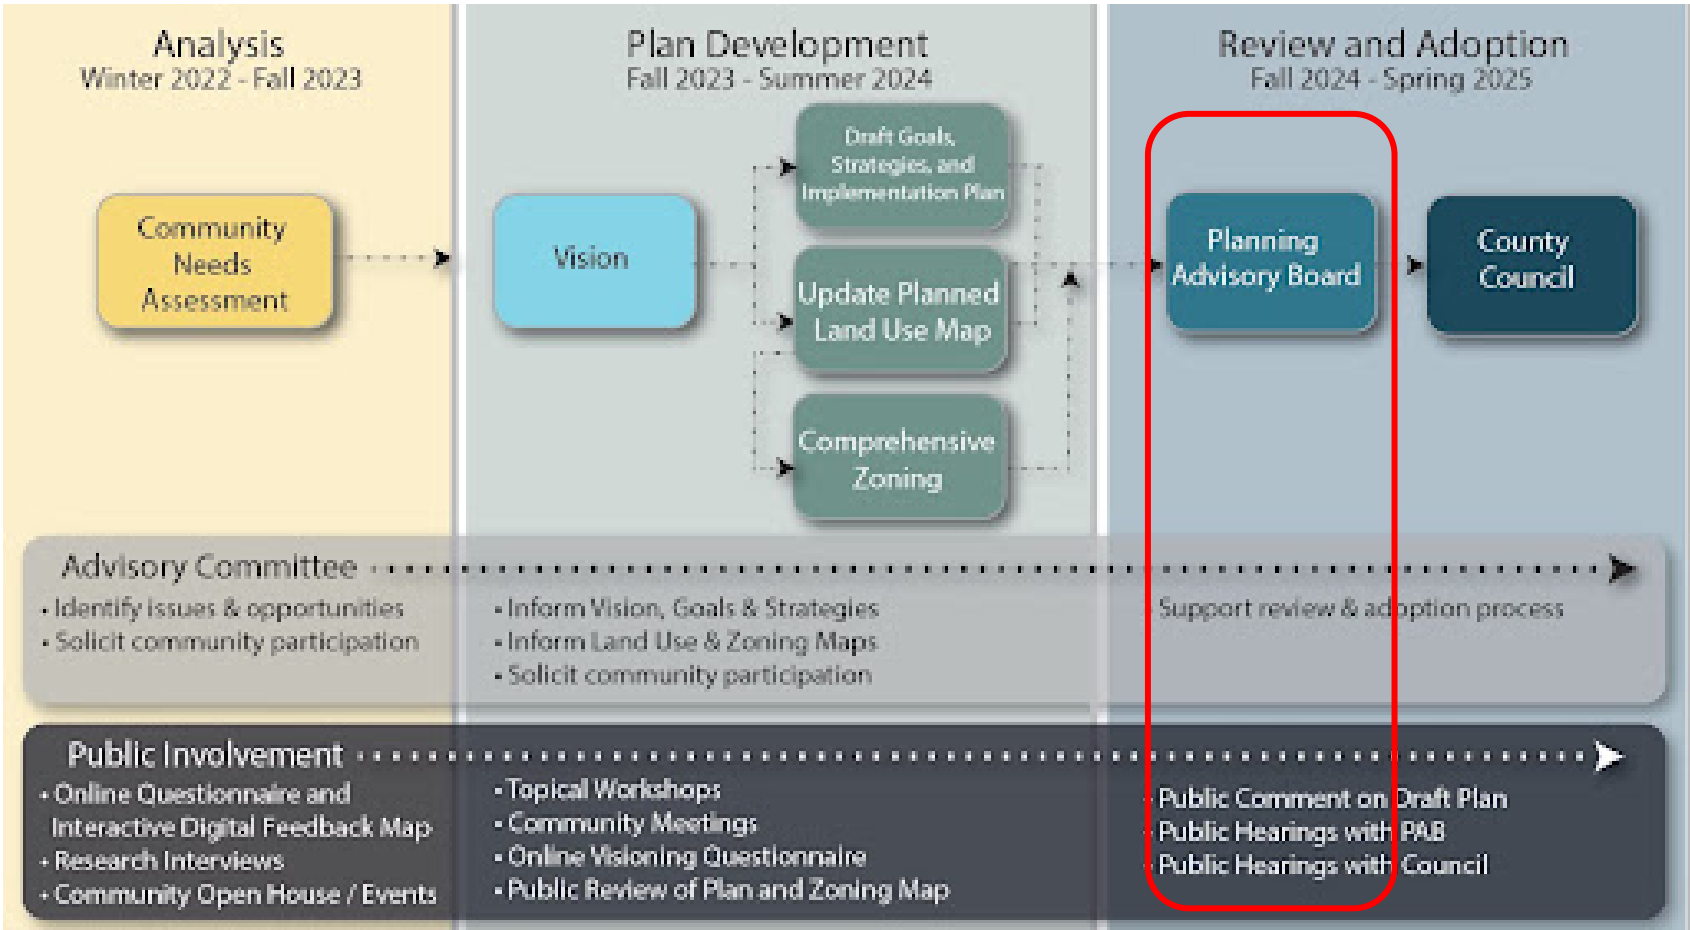 Analysis
Winter 2022 - Fall 2023
Community
Needs
Assessment
Plan Development
Fall 2023 - Summer 2024
Vision
Draft Goals,
Strategies, and
Implementation Plan
Update Planned
Land Use Map
Comprehensive
Zoning
Review and Adoption
Fall 2024 - Spring 2025
Planning
Advisory Board
County
Council
Advisory Committee
• Identify issues & opportunities
• Solicit community participation
• Inform Vision, Goals & Strategies
• Inform Land Use & Zoning Maps
• Solicit community participation
• Support review & adoption process
Public Involvement
• Online Questionnaire and
Interactive Digital Feedback Map
• Research Interviews
• Community Open House / Events
• Topical Workshops
• Community Meetings
• Online Visioning Questionnaire
• Public Review of Plan and Zoning Map
• Public Comment on Draft Plan
• Public Hearings with PAB
• Public Hearings with Council